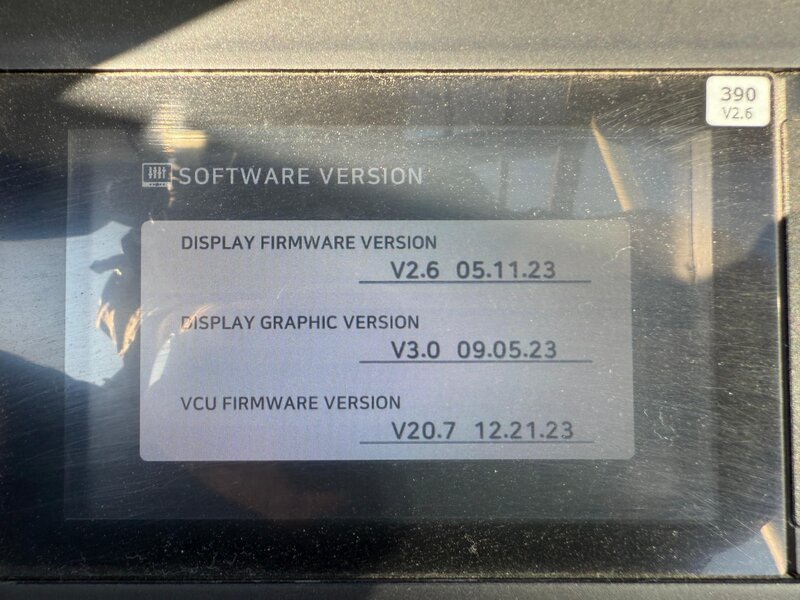 390
V2.6
SOFTWARE VERSION
DISPLAY FIRMWARE VERSION
V2.6 05.11.23
DISPLAY GRAPHIC VERSION
V3.0 09.05.23
VCU FIRMWARE VERSION
V20.7 12.21.23